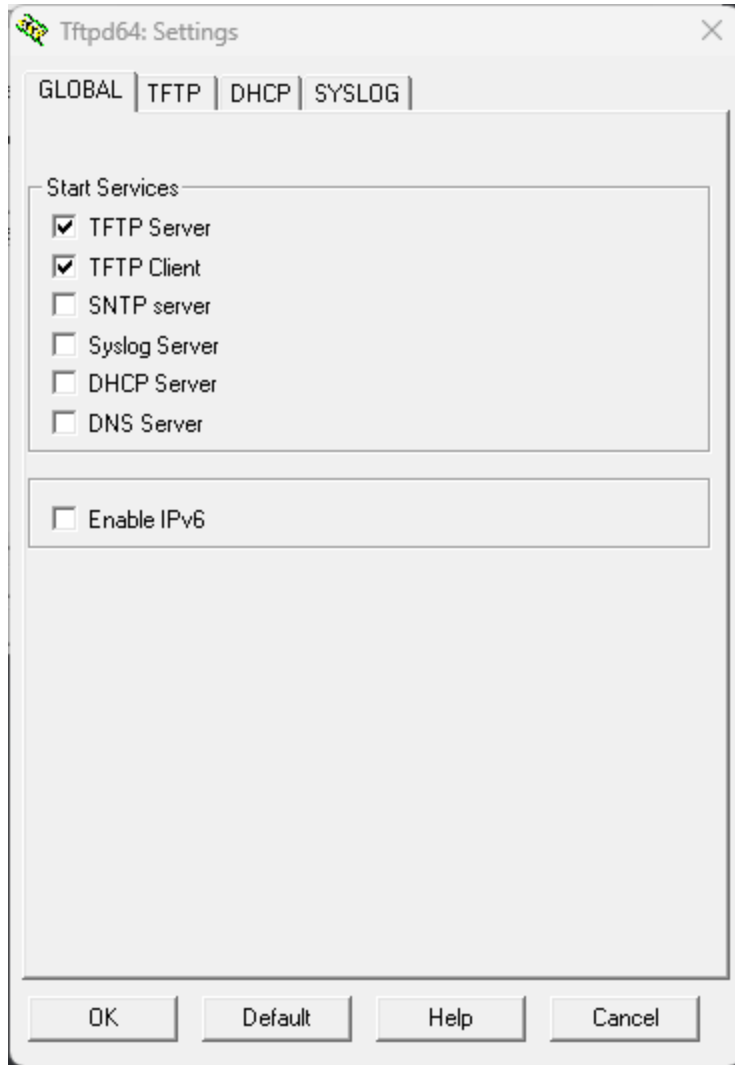 Tftpd64: Settings
GLOBAL TFTP DHCP SYSLOG
Start Services
TFTP Server
TFTP Client
SNTP server
Syslog Server
DHCP Server
DNS Server
Enable IPv6
OK Default Help Cancel